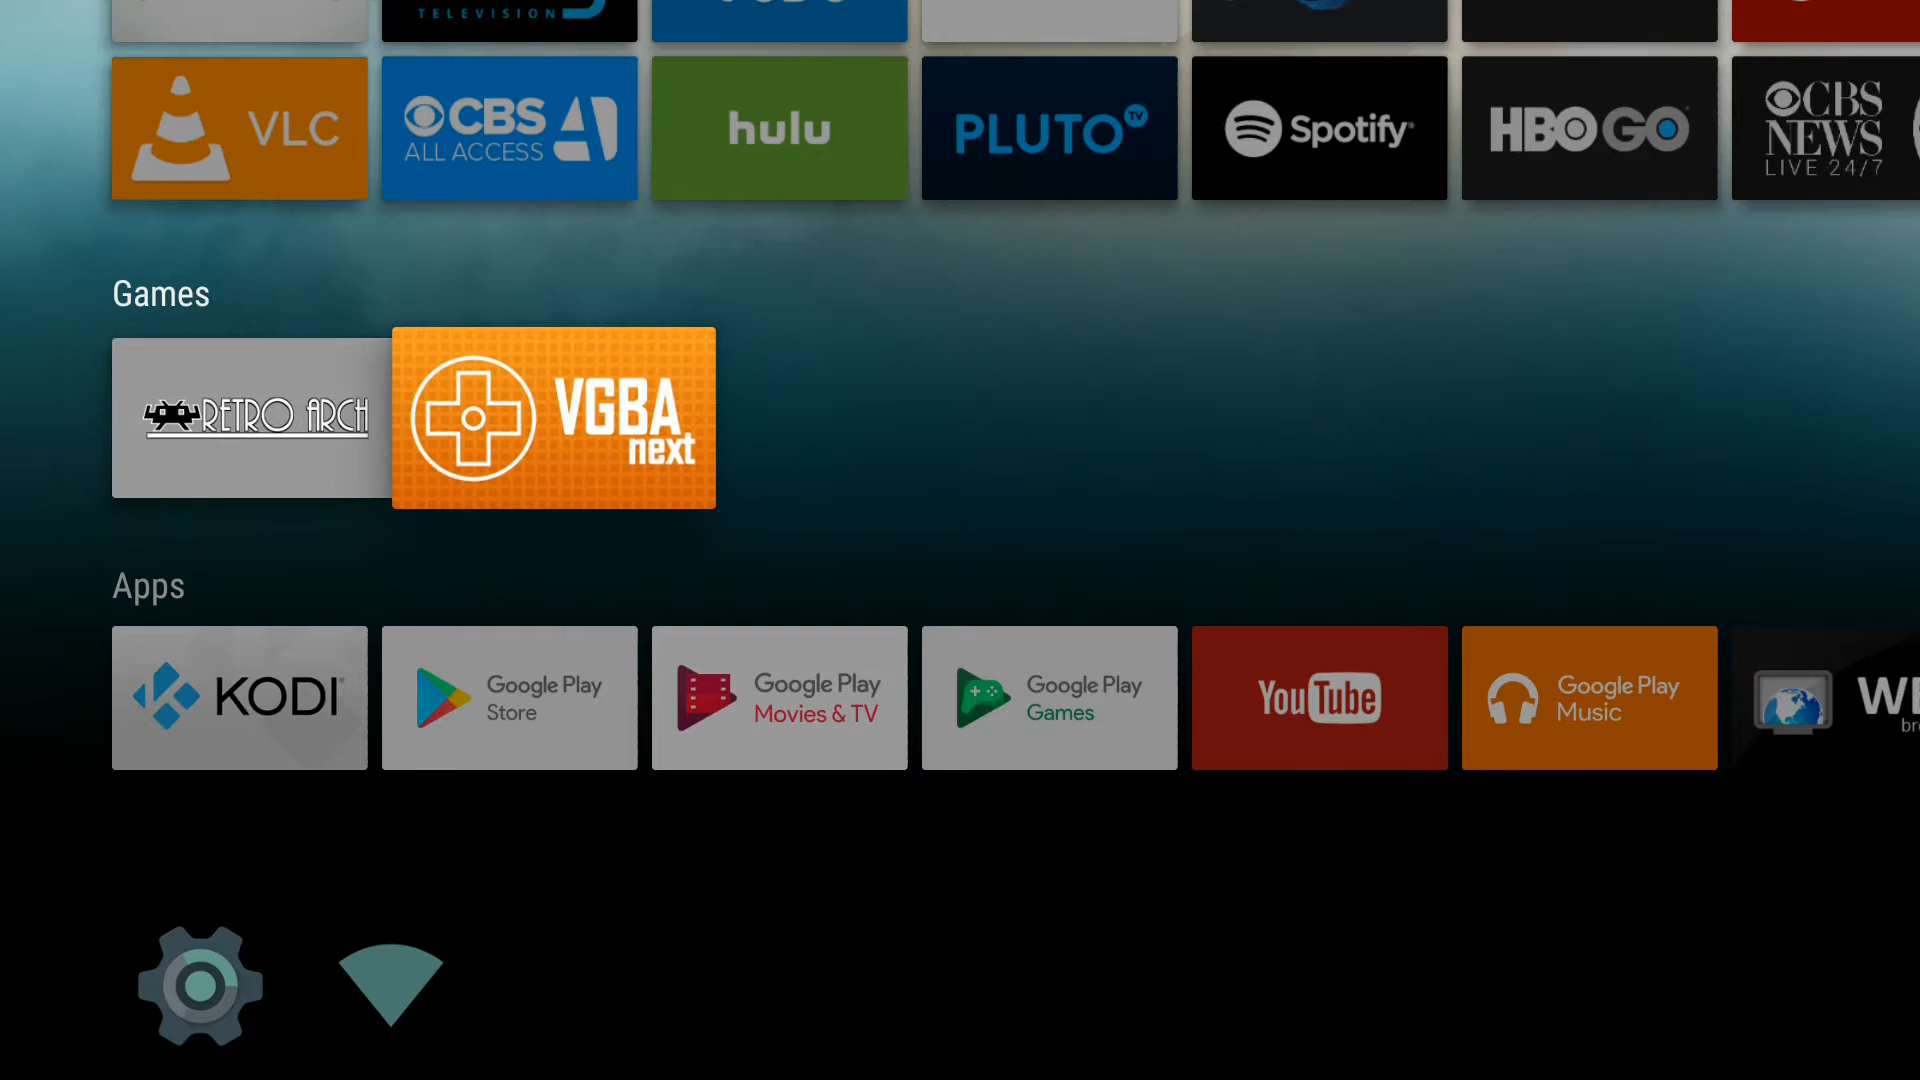 TELEVISION
VLC
CBS
ALL ACCESS
hulu
PLUTO TV
Spotify
HBO GO
CBS
NEWS
LIVE 24/7
Games
RETRO ARCH
VGBA
next
Apps
KODI
Google Play
Store
Google Play
Movies & TV
Google Play
Games
YouTube
Google Play
Music